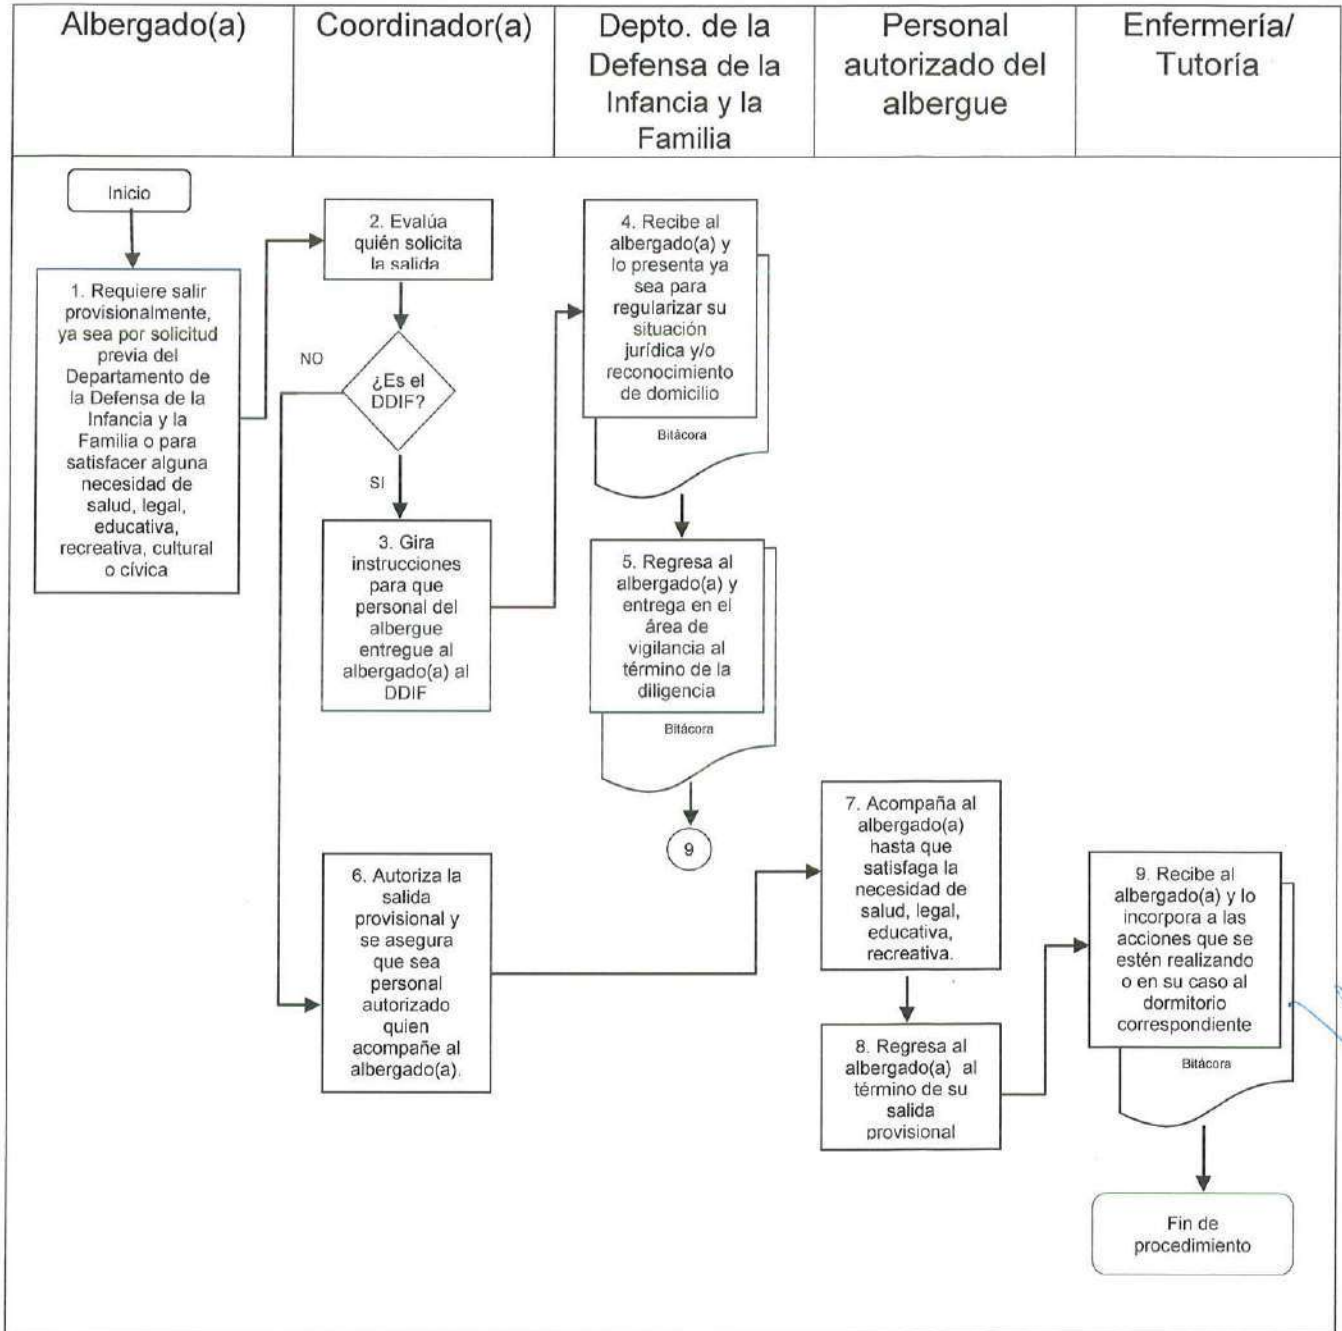 Albergado(a)
Coordinador(a)
Depto. de la
Defensa de la
Infancia y la
Familia
Personal
autorizado del
albergue
Enfermería/
Tutoría
Inicio
1. Requiere salir
provisionalmente,
ya sea por solicitud
previa del
Departamento de
la Defensa de la
Infancia y la
Familia o para
satisfacer alguna
necesidad de
salud, legal,
educativa,
recreativa, cultural
o cívica
2. Evalúa
quién solicita
la salida
NO
¿Es el
DDIF?
SI
3. Gira
instrucciones
para que
personal del
albergue
entregue al
albergado(a) al
DDIF
4. Recibe al
albergado(a) y
lo presenta ya
sea para
regularizar su
situación
jurídica y/o
reconocimiento
de domicilio
Bitácora
5. Regresa al
albergado(a) y
entrega en el
área de
vigilancia al
término de la
diligencia
Bitácora
9
6. Autoriza la
salida
provisional y
se asegura
que sea
personal
autorizado
quien
acompañe al
albergado(a).
7. Acompaña al
albergado(a)
hasta que
satisfaga la
necesidad de
salud, legal,
educativa,
recreativa.
8. Regresa al
albergado(a) al
término de su
salida
provisional
9. Recibe al
albergado(a) y lo
incorpora a las
acciones que se
estén realizando
o en su caso al
dormitorio
correspondiente
Bitácora
Fin de
procedimiento